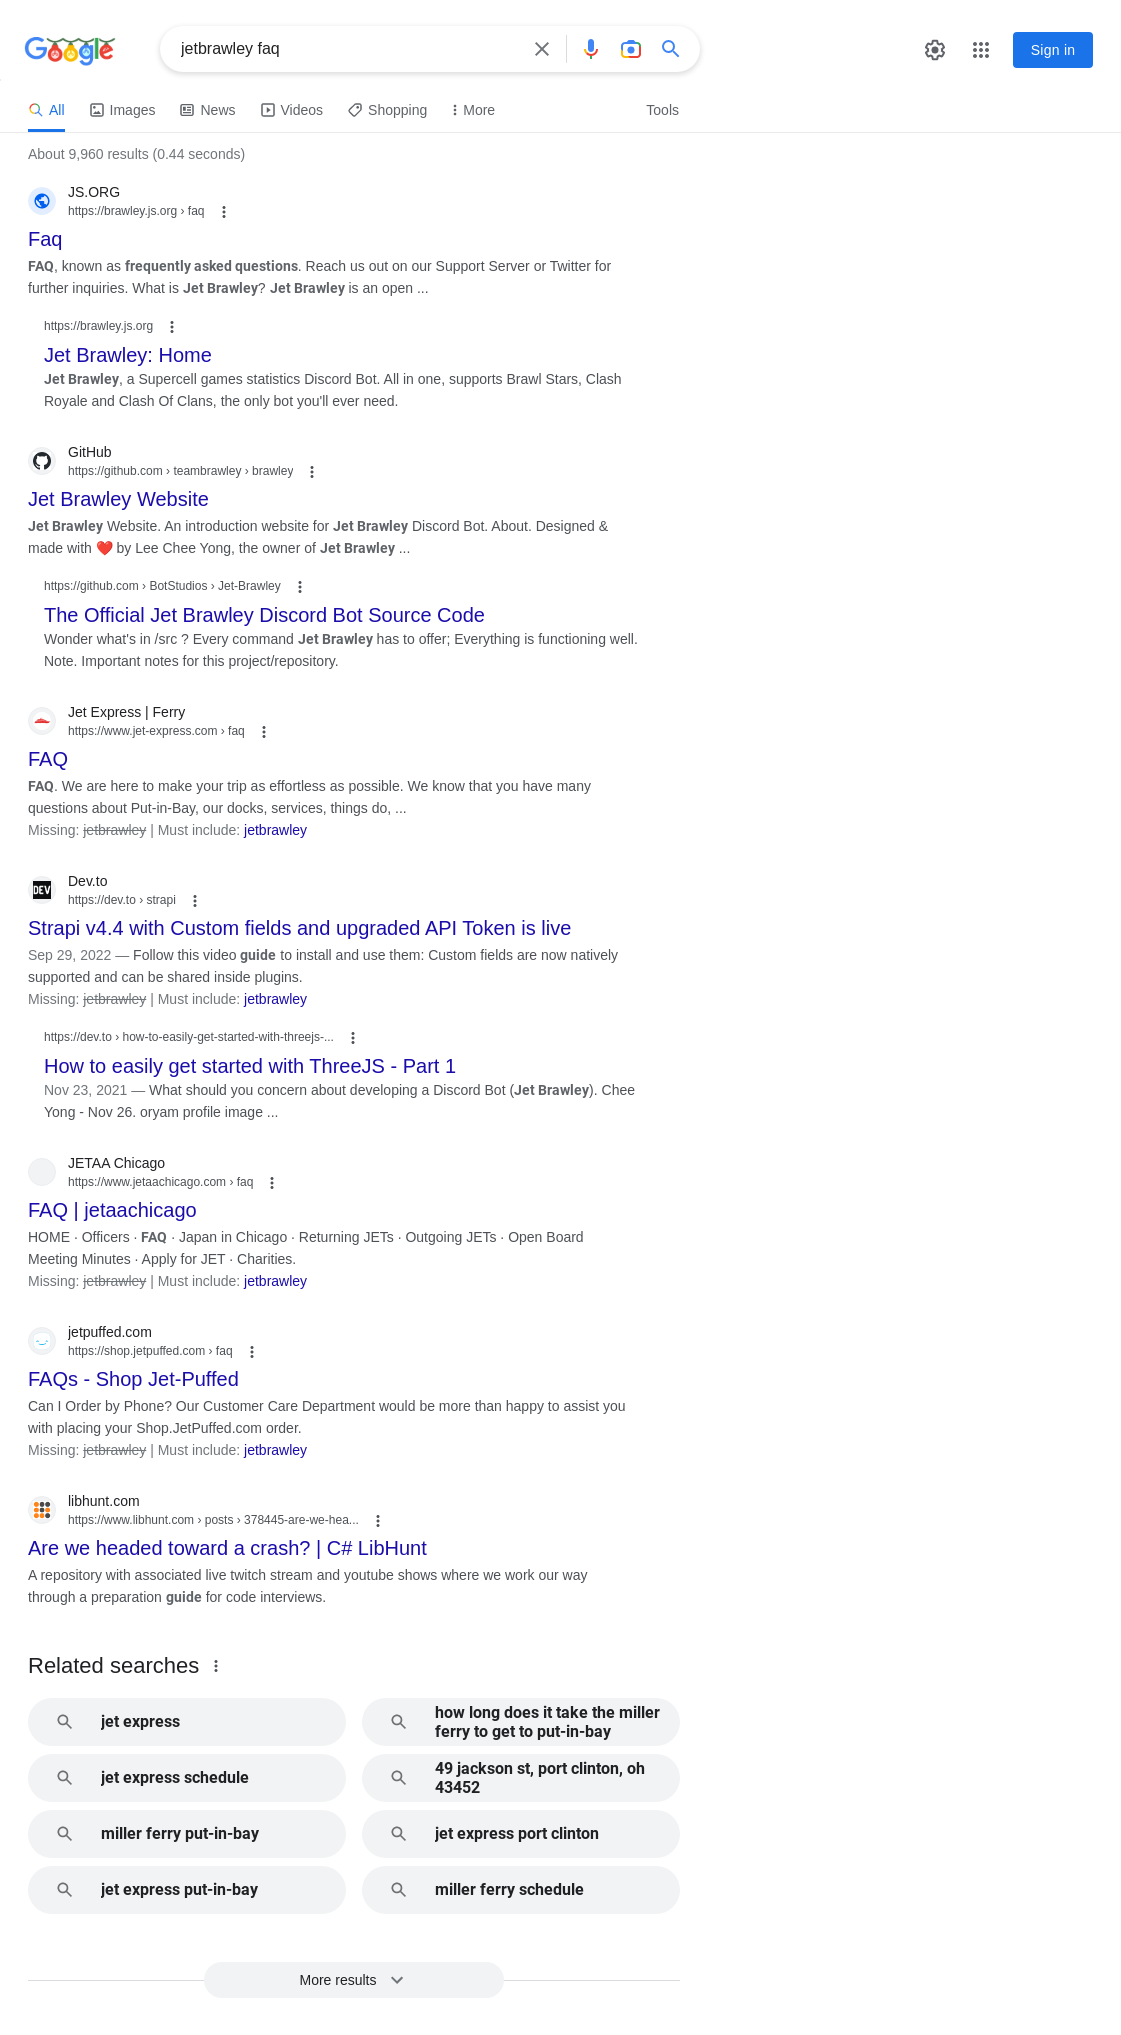 Google
jetbrawley faq
Sign in
All
Images
News
Videos
Shopping
More
Tools
About 9,960 results (0.44 seconds)
JS.ORG
https://brawley.js.org › faq
Faq
FAQ, known as frequently asked questions. Reach us out on our Support Server or Twitter for
further inquiries. What is Jet Brawley? Jet Brawley is an open ...
https://brawley.js.org
Jet Brawley: Home
Jet Brawley, a Supercell games statistics Discord Bot. All in one, supports Brawl Stars, Clash
Royale and Clash Of Clans, the only bot you'll ever need.
GitHub
https://github.com › teambrawley › brawley
Jet Brawley Website
Jet Brawley Website. An introduction website for Jet Brawley Discord Bot. About. Designed &
made with ❤️ by Lee Chee Yong, the owner of Jet Brawley ...
https://github.com › BotStudios › Jet-Brawley
The Official Jet Brawley Discord Bot Source Code
Wonder what's in /src ? Every command Jet Brawley has to offer; Everything is functioning well.
Note. Important notes for this project/repository.
Jet Express | Ferry
https://www.jet-express.com › faq
FAQ
FAQ. We are here to make your trip as effortless as possible. We know that you have many
questions about Put-in-Bay, our docks, services, things do, ...
Missing: jetbrawley | Must include: jetbrawley
DEV
Dev.to
https://dev.to › strapi
Strapi v4.4 with Custom fields and upgraded API Token is live
Sep 29, 2022 — Follow this video guide to install and use them: Custom fields are now natively
supported and can be shared inside plugins.
Missing: jetbrawley | Must include: jetbrawley
https://dev.to › how-to-easily-get-started-with-threejs-...
How to easily get started with ThreeJS - Part 1
Nov 23, 2021 — What should you concern about developing a Discord Bot (Jet Brawley). Chee
Yong - Nov 26. oryam profile image ...
JETAA Chicago
https://www.jetaachicago.com › faq
FAQ | jetaachicago
HOME · Officers · FAQ · Japan in Chicago · Returning JETs · Outgoing JETs · Open Board
Meeting Minutes · Apply for JET · Charities.
Missing: jetbrawley | Must include: jetbrawley
jetpuffed.com
https://shop.jetpuffed.com › faq
FAQs - Shop Jet-Puffed
Can I Order by Phone? Our Customer Care Department would be more than happy to assist you
with placing your Shop.JetPuffed.com order.
Missing: jetbrawley | Must include: jetbrawley
libhunt.com
https://www.libhunt.com › posts › 378445-are-we-hea...
Are we headed toward a crash? | C# LibHunt
A repository with associated live twitch stream and youtube shows where we work our way
through a preparation guide for code interviews.
Related searches
jet express
how long does it take the miller
ferry to get to put-in-bay
jet express schedule
49 jackson st, port clinton, oh
43452
miller ferry put-in-bay
jet express port clinton
jet express put-in-bay
miller ferry schedule
More results